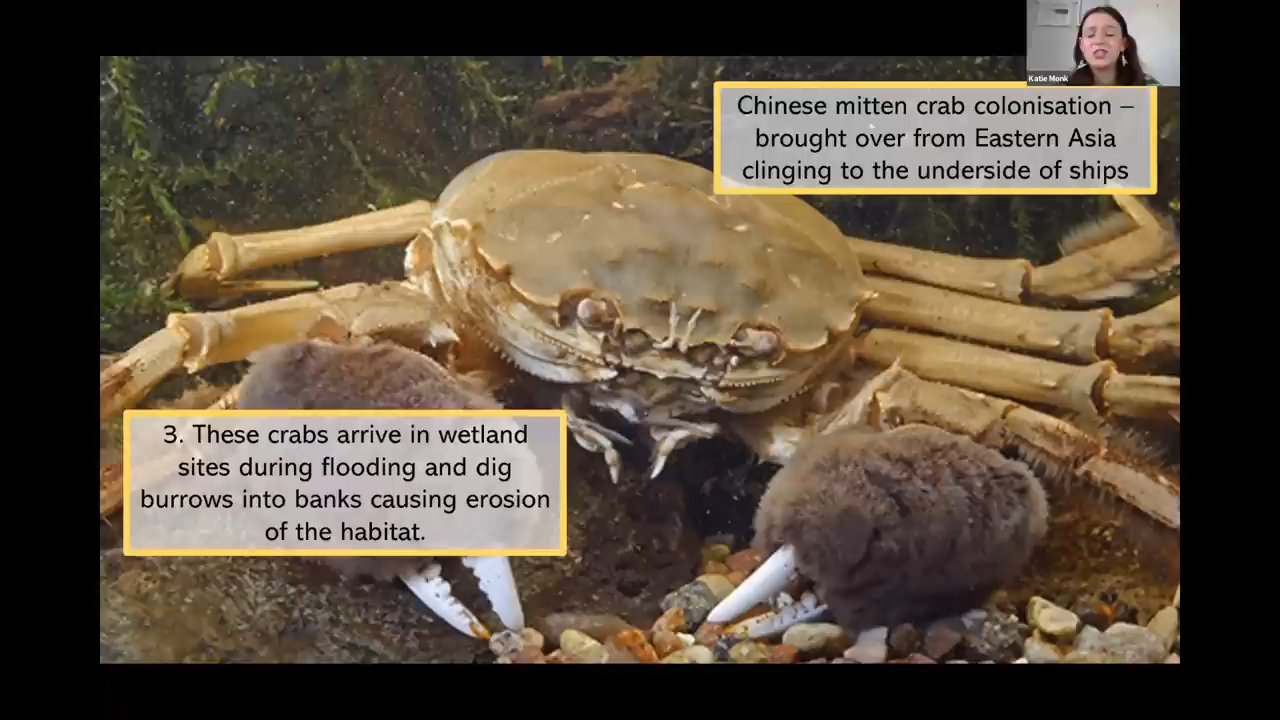 Katie Monk
Chinese mitten crab colonisation –
brought over from Eastern Asia
clinging to the underside of ships
3. These crabs arrive in wetland
sites during flooding and dig
burrows into banks causing erosion
of the habitat.